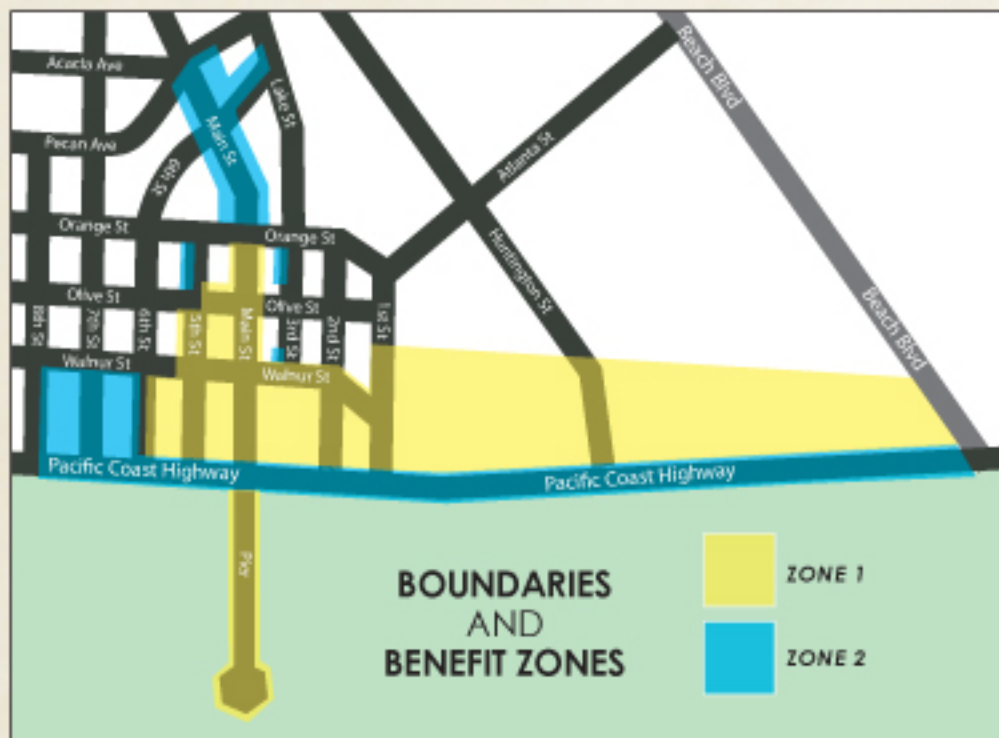 Beach Blvd
Acacia Ave
Lake St
Main St
Pecan Ave
Atlanta St
6th St
Orange St
Orange St
Huntington St
Olive St
Olive St
Beach Blvd
8th St
7th St
6th St
5th St
Main St
3rd St
2nd St
1st St
Walnut St
Walnut St
Pacific Coast Highway
Pacific Coast Highway
BOUNDARIES
AND
BENEFIT ZONES
ZONE 1
ZONE 2